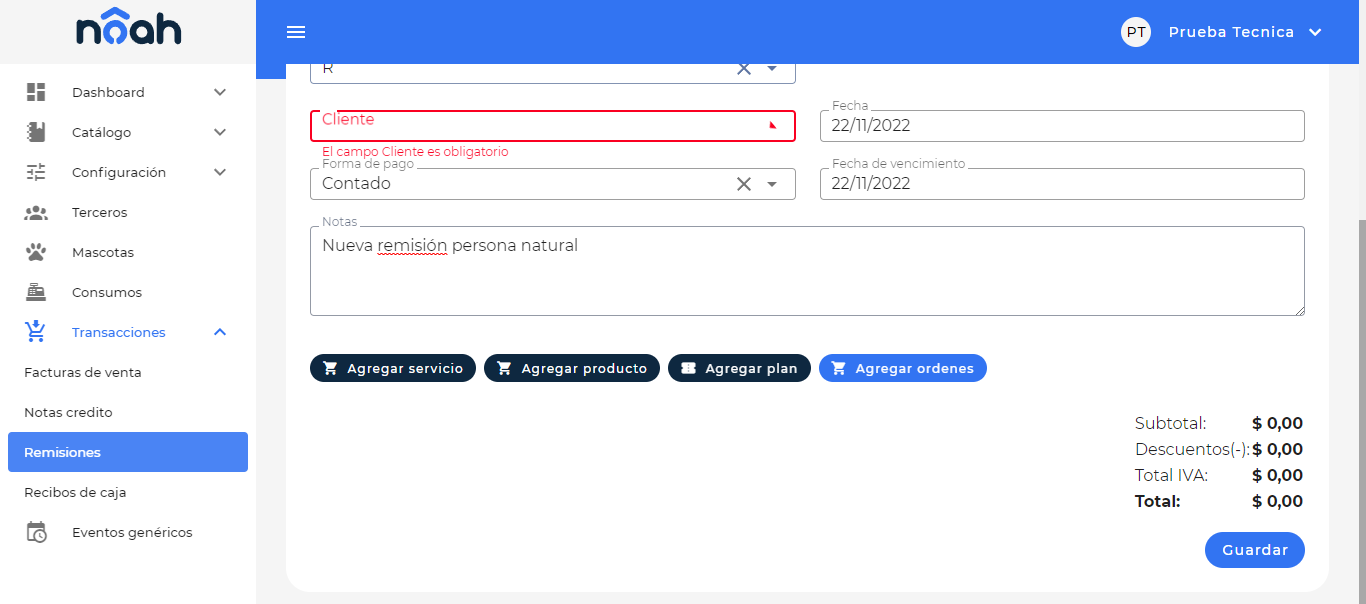 nôah
PT Prueba Tecnica
Dashboard
Catálogo
Configuración
Terceros
Mascotas
Consumos
Transacciones
Facturas de venta
Notas credito
Remisiones
Recibos de caja
Eventos genéricos
R
Cliente
El campo Cliente es obligatorio
Fecha
22/11/2022
Forma de pago
Contado
Fecha de vencimiento
22/11/2022
Notas
Nueva remisión persona natural
Agregar servicio Agregar producto Agregar plan Agregar ordenes
Subtotal: $ 0,00
Descuentos(-): $ 0,00
Total IVA: $ 0,00
Total: $ 0,00
Guardar